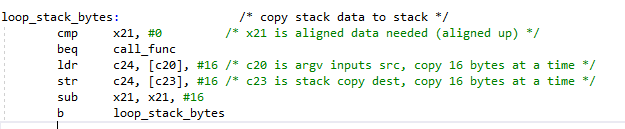 loop_stack_bytes: /* copy stack data to stack */
cmp x21, #0 /* x21 is aligned data needed (aligned up) */
beq call_func
ldr c24, [c20], #16 /* c20 is argv inputs src, copy 16 bytes at a time */
str c24, [c23], #16 /* c23 is stack copy dest, copy 16 bytes at a time */
sub x21, x21, #16
b loop_stack_bytes